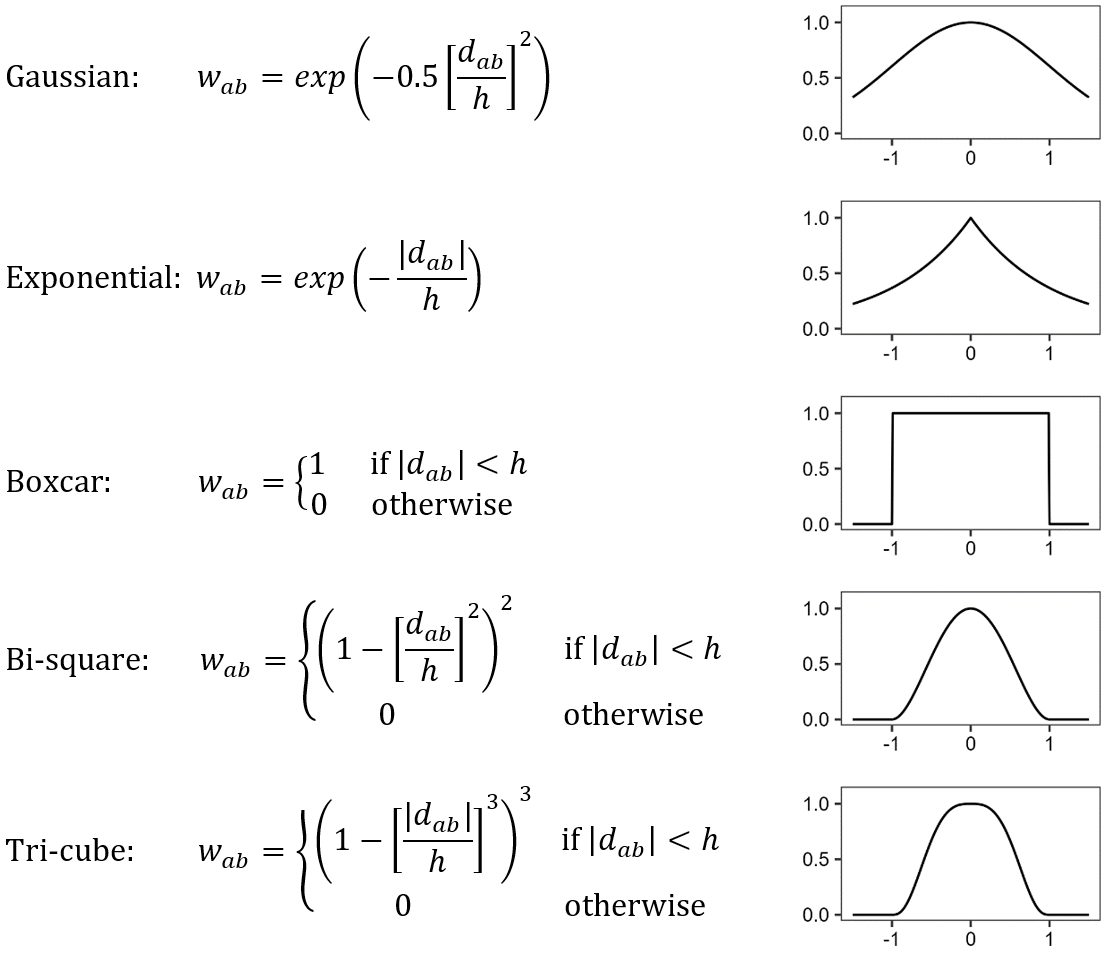 Gaussian: w_ab = exp(−0.5 [d_ab / h]^2)
1.0
0.5
0.0
-1 0 1
Exponential: w_ab = exp(− |d_ab| / h)
1.0
0.5
0.0
-1 0 1
Boxcar: w_ab = { 1 if |d_ab| < h
0 otherwise
1.0
0.5
0.0
-1 0 1
Bi-square: w_ab = { (1 − [d_ab / h]^2)^2 if |d_ab| < h
0 otherwise
1.0
0.5
0.0
-1 0 1
Tri-cube: w_ab = { (1 − [|d_ab| / h]^3)^3 if |d_ab| < h
0 otherwise
1.0
0.5
0.0
-1 0 1